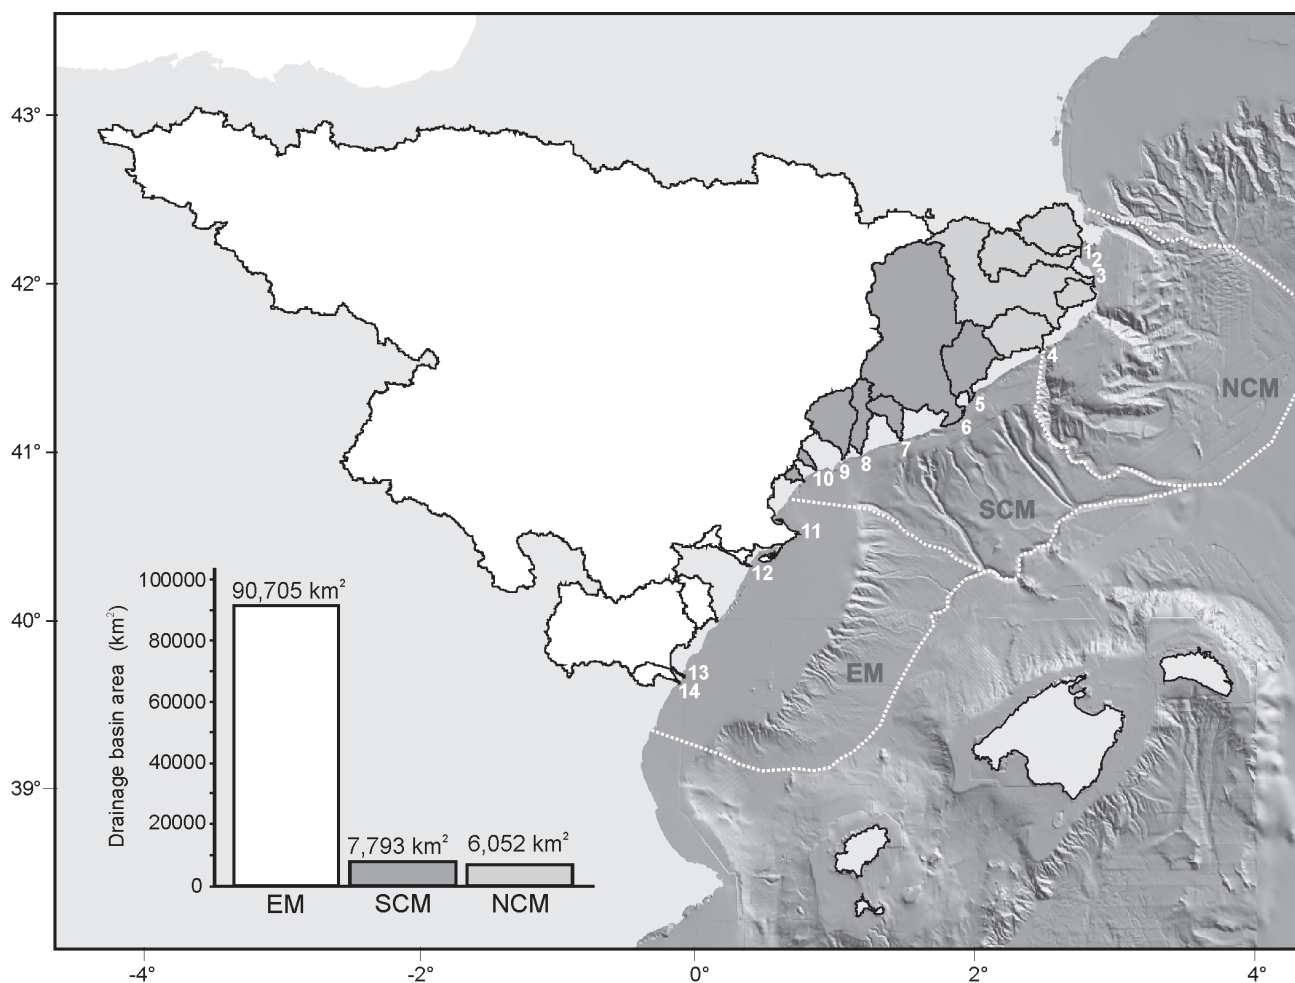 43°
42°
41°
40°
39°
1
2
3
4
NCM
5
6
7
8
9
10
SCM
11
12
EM
13
14
Drainage basin area (km²)
100000
80000
60000
40000
20000
0
90,705 km²
7,793 km²
6,052 km²
EM SCM NCM
-4° -2° 0° 2° 4°